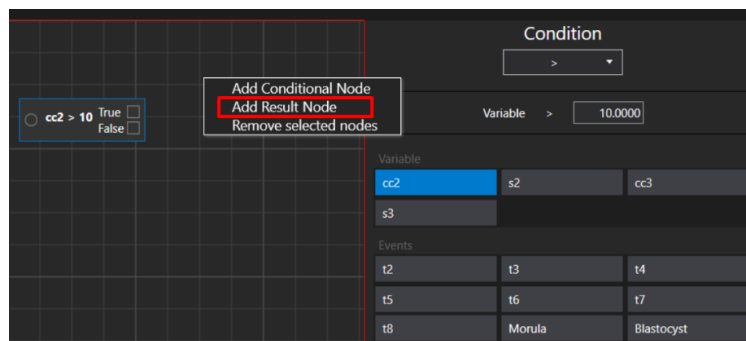 Condition
>
Add Conditional Node
Add Result Node
Remove selected nodes
cc2 > 10 True
False
Variable > 10.0000
Variable
cc2 s2 cc3
s3
Events
t2 t3 t4
t5 t6 t7
t8 Morula Blastocyst